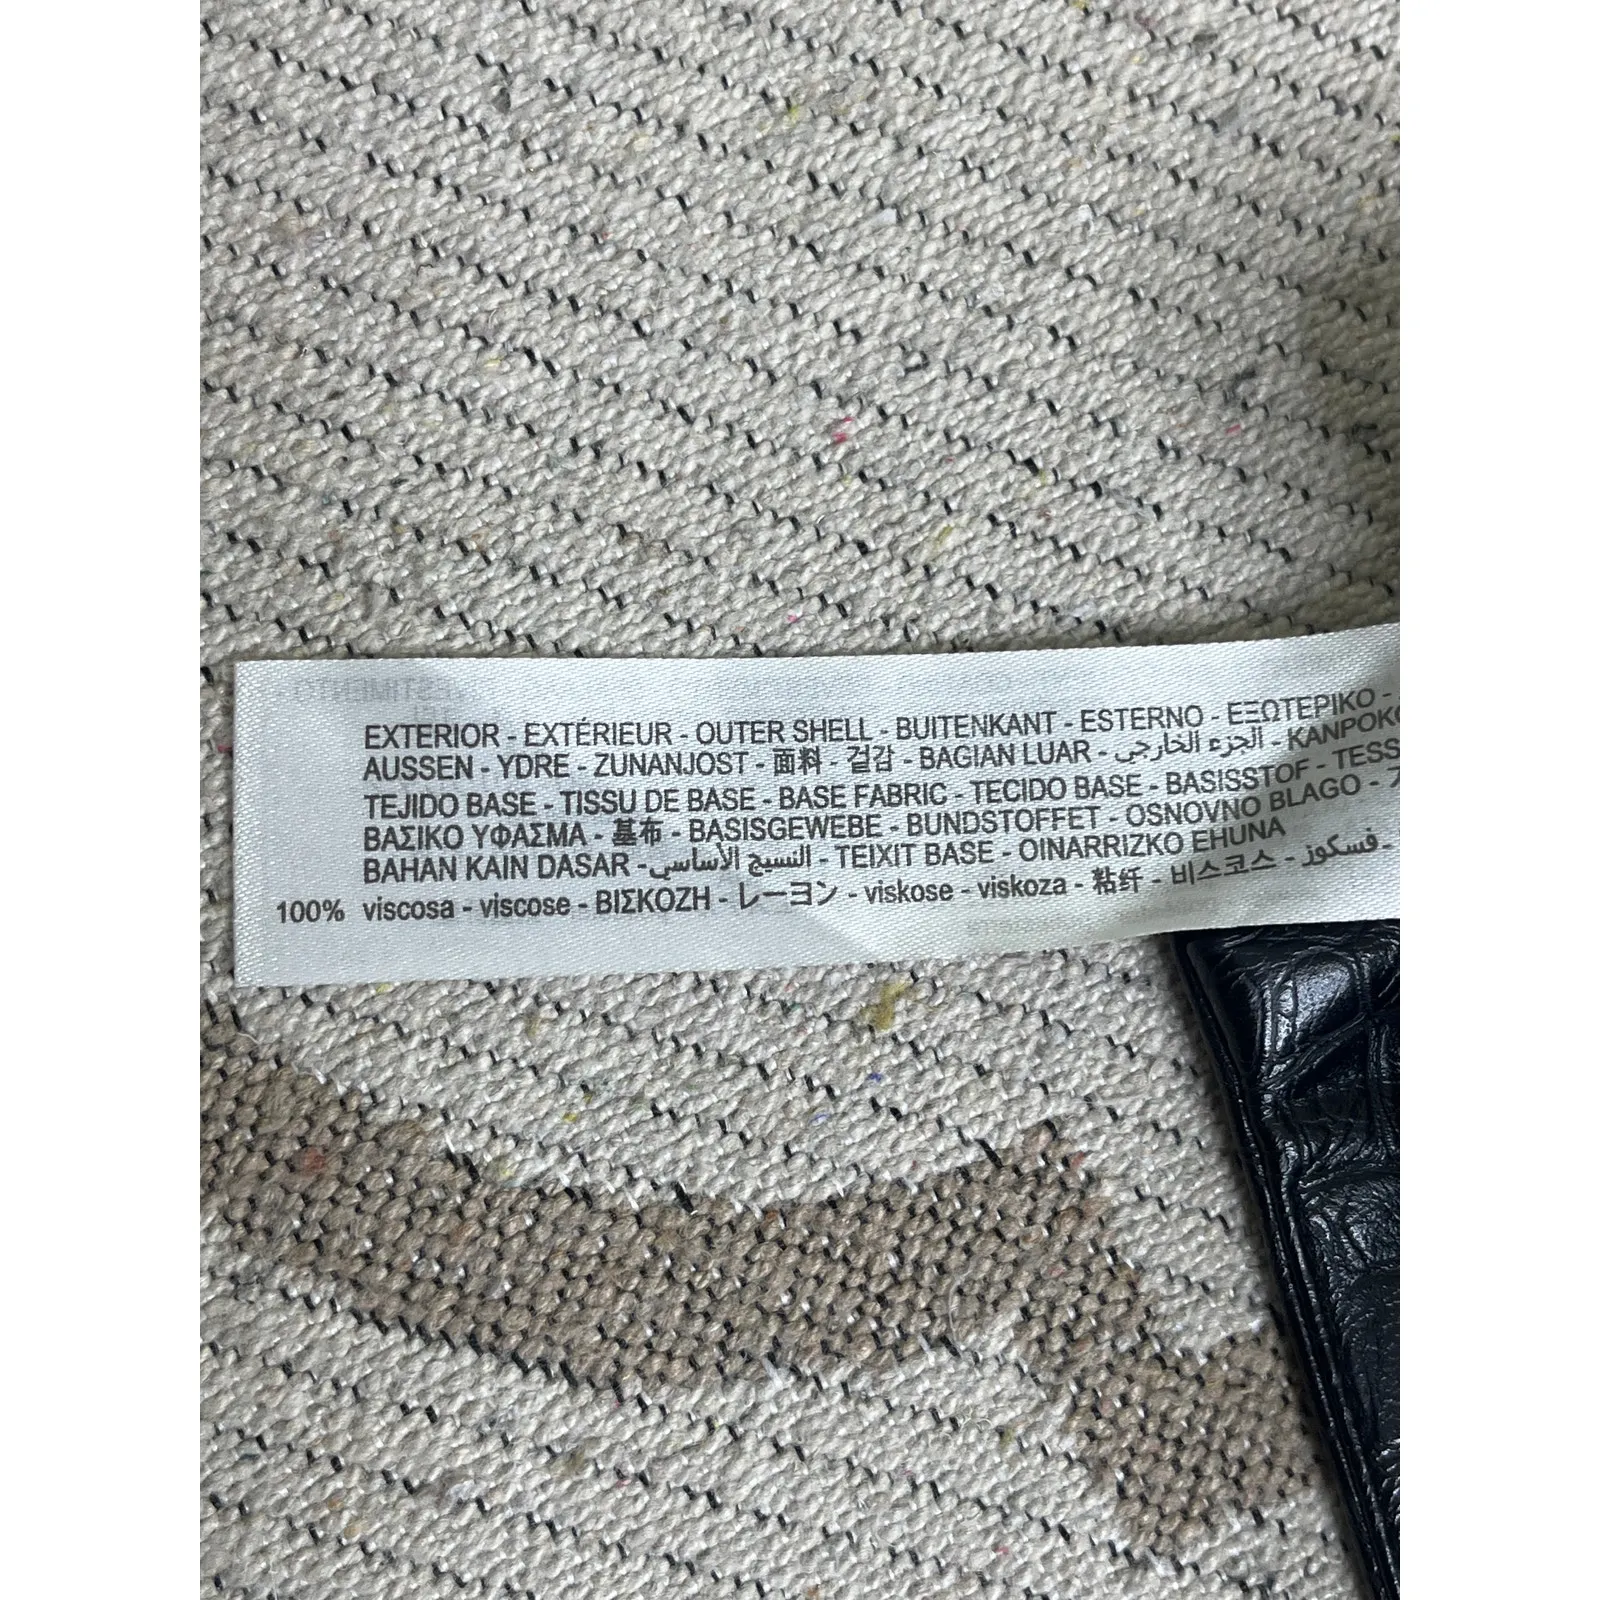 EXTERIOR - EXTÉRIEUR - OUTER SHELL - BUITENKANT - ESTERNO - ΕΞΩΤΕΡΙΚΟ -
AUSSEN - YDRE - ZUNANJOST - 面料 - 겉감 - BAGIAN LUAR - الجزء الخارجي - KANPOKO
TEJIDO BASE - TISSU DE BASE - BASE FABRIC - TECIDO BASE - BASISSTOF - TESS
ΒΑΣΙΚΟ ΥΦΑΣΜΑ - 基布 - BASISGEWEBE - BUNDSTOFFET - OSNOVNO BLAGO -
BAHAN KAIN DASAR - النسيج الأساسي - TEIXIT BASE - OINARRIZKO EHUNA
100% viscosa - viscose - ΒΙΣΚΟΖΗ - レーヨン - viskose - viskoza - 粘纤 - 비스코스 - فسكوز -